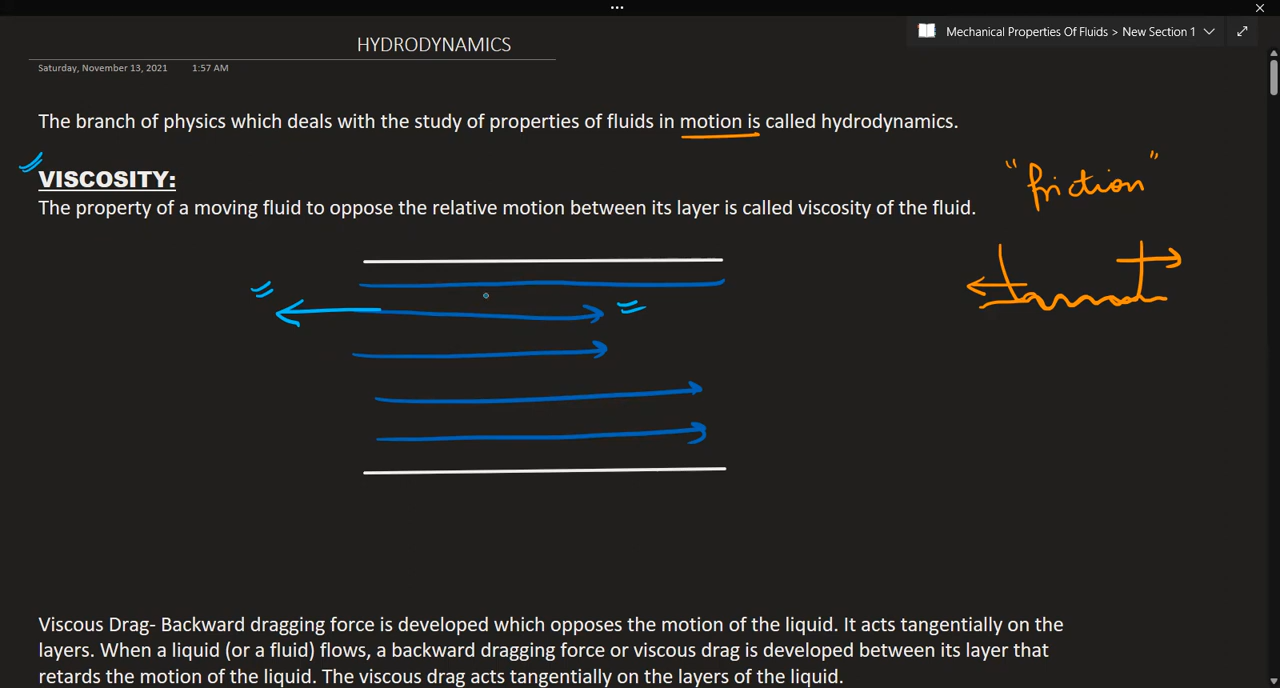 Mechanical Properties Of Fluids > New Section 1
HYDRODYNAMICS
Saturday, November 13, 2021 1:57 AM
The branch of physics which deals with the study of properties of fluids in motion is called hydrodynamics.
VISCOSITY:
"friction"
The property of a moving fluid to oppose the relative motion between its layer is called viscosity of the fluid.
Viscous Drag- Backward dragging force is developed which opposes the motion of the liquid. It acts tangentially on the
layers. When a liquid (or a fluid) flows, a backward dragging force or viscous drag is developed between its layer that
retards the motion of the liquid. The viscous drag acts tangentially on the layers of the liquid.